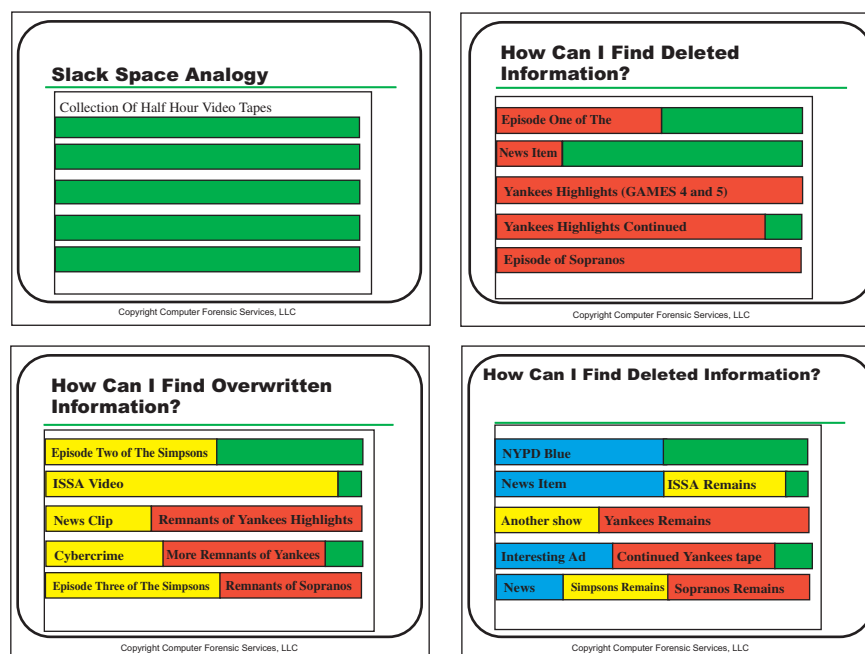 Slack Space Analogy
Collection Of Half Hour Video Tapes
Copyright Computer Forensic Services, LLC
How Can I Find Deleted
Information?
Episode One of The
News Item
Yankees Highlights (GAMES 4 and 5)
Yankees Highlights Continued
Episode of Sopranos
Copyright Computer Forensic Services, LLC
How Can I Find Overwritten
Information?
Episode Two of The Simpsons
ISSA Video
News Clip Remnants of Yankees Highlights
Cybercrime More Remnants of Yankees
Episode Three of The Simpsons Remnants of Sopranos
Copyright Computer Forensic Services, LLC
How Can I Find Deleted Information?
NYPD Blue
News Item ISSA Remains
Another show Yankees Remains
Interesting Ad Continued Yankees tape
News Simpsons Remains Sopranos Remains
Copyright Computer Forensic Services, LLC